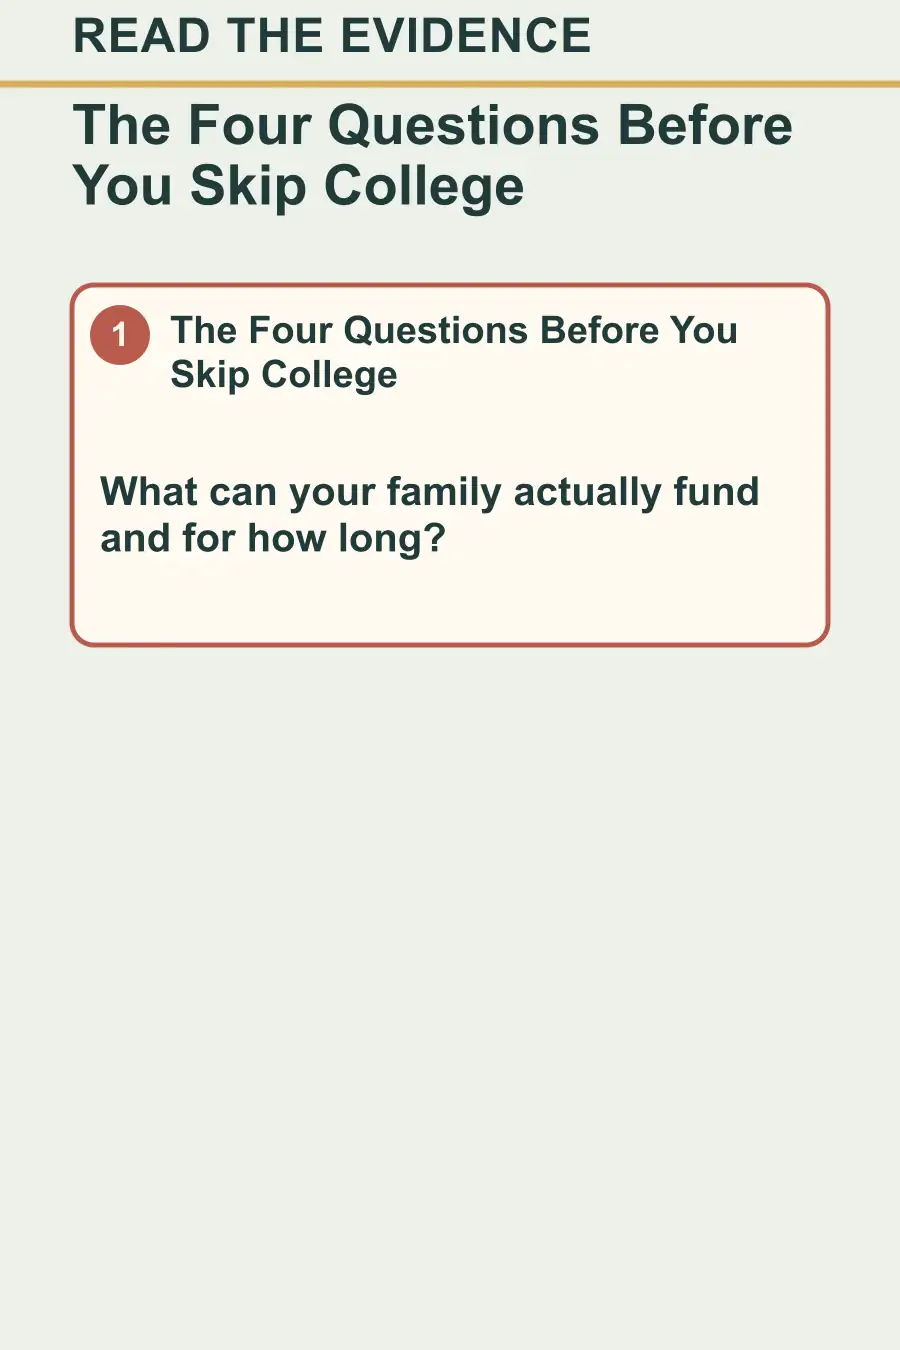 READ THE EVIDENCE
The Four Questions Before
You Skip College
1
The Four Questions Before You
Skip College
What can your family actually fund
and for how long?